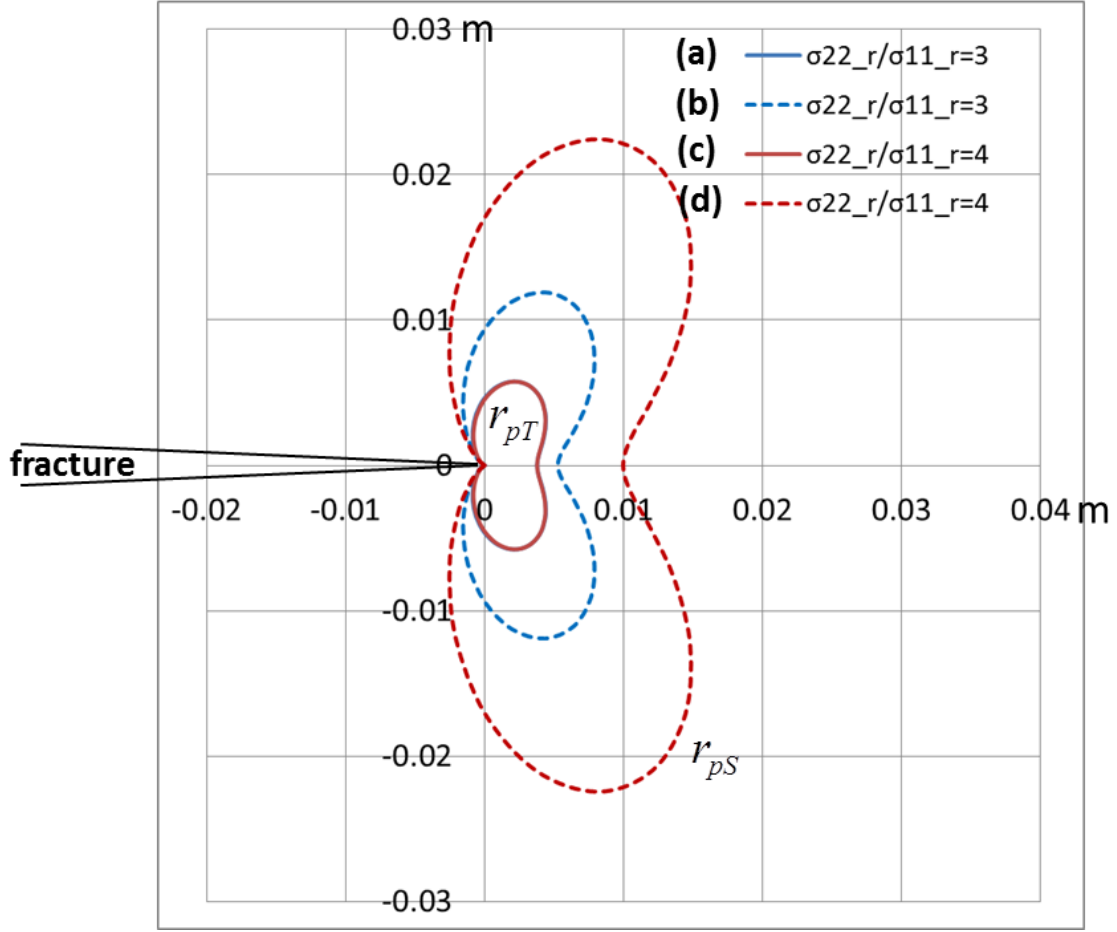 0.03 m
(a) σ22_r/σ11_r=3
(b) σ22_r/σ11_r=3
(c) σ22_r/σ11_r=4
(d) σ22_r/σ11_r=4
0.02
0.01
r_pT
fracture
0
-0.02 -0.01 0 0.01 0.02 0.03 0.04 m
-0.01
-0.02
r_pS
-0.03